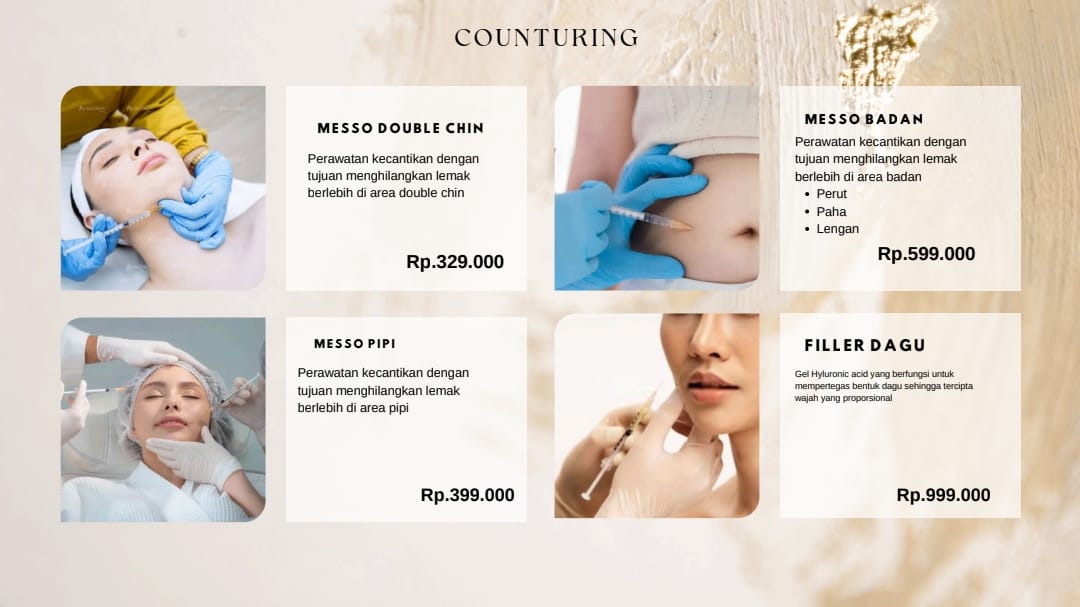 COUNTURING
MESSO DOUBLE CHIN
Perawatan kecantikan dengan
tujuan menghilangkan lemak
berlebih di area double chin
Rp.329.000
MESSO BADAN
Perawatan kecantikan dengan
tujuan menghilangkan lemak
berlebih di area badan
• Perut
• Paha
• Lengan
Rp.599.000
MESSO PIPI
Perawatan kecantikan dengan
tujuan menghilangkan lemak
berlebih di area pipi
Rp.399.000
FILLER DAGU
Gel Hyluronic acid yang berfungsi untuk
mempertegas bentuk dagu sehingga tercipta
wajah yang proporsional
Rp.999.000